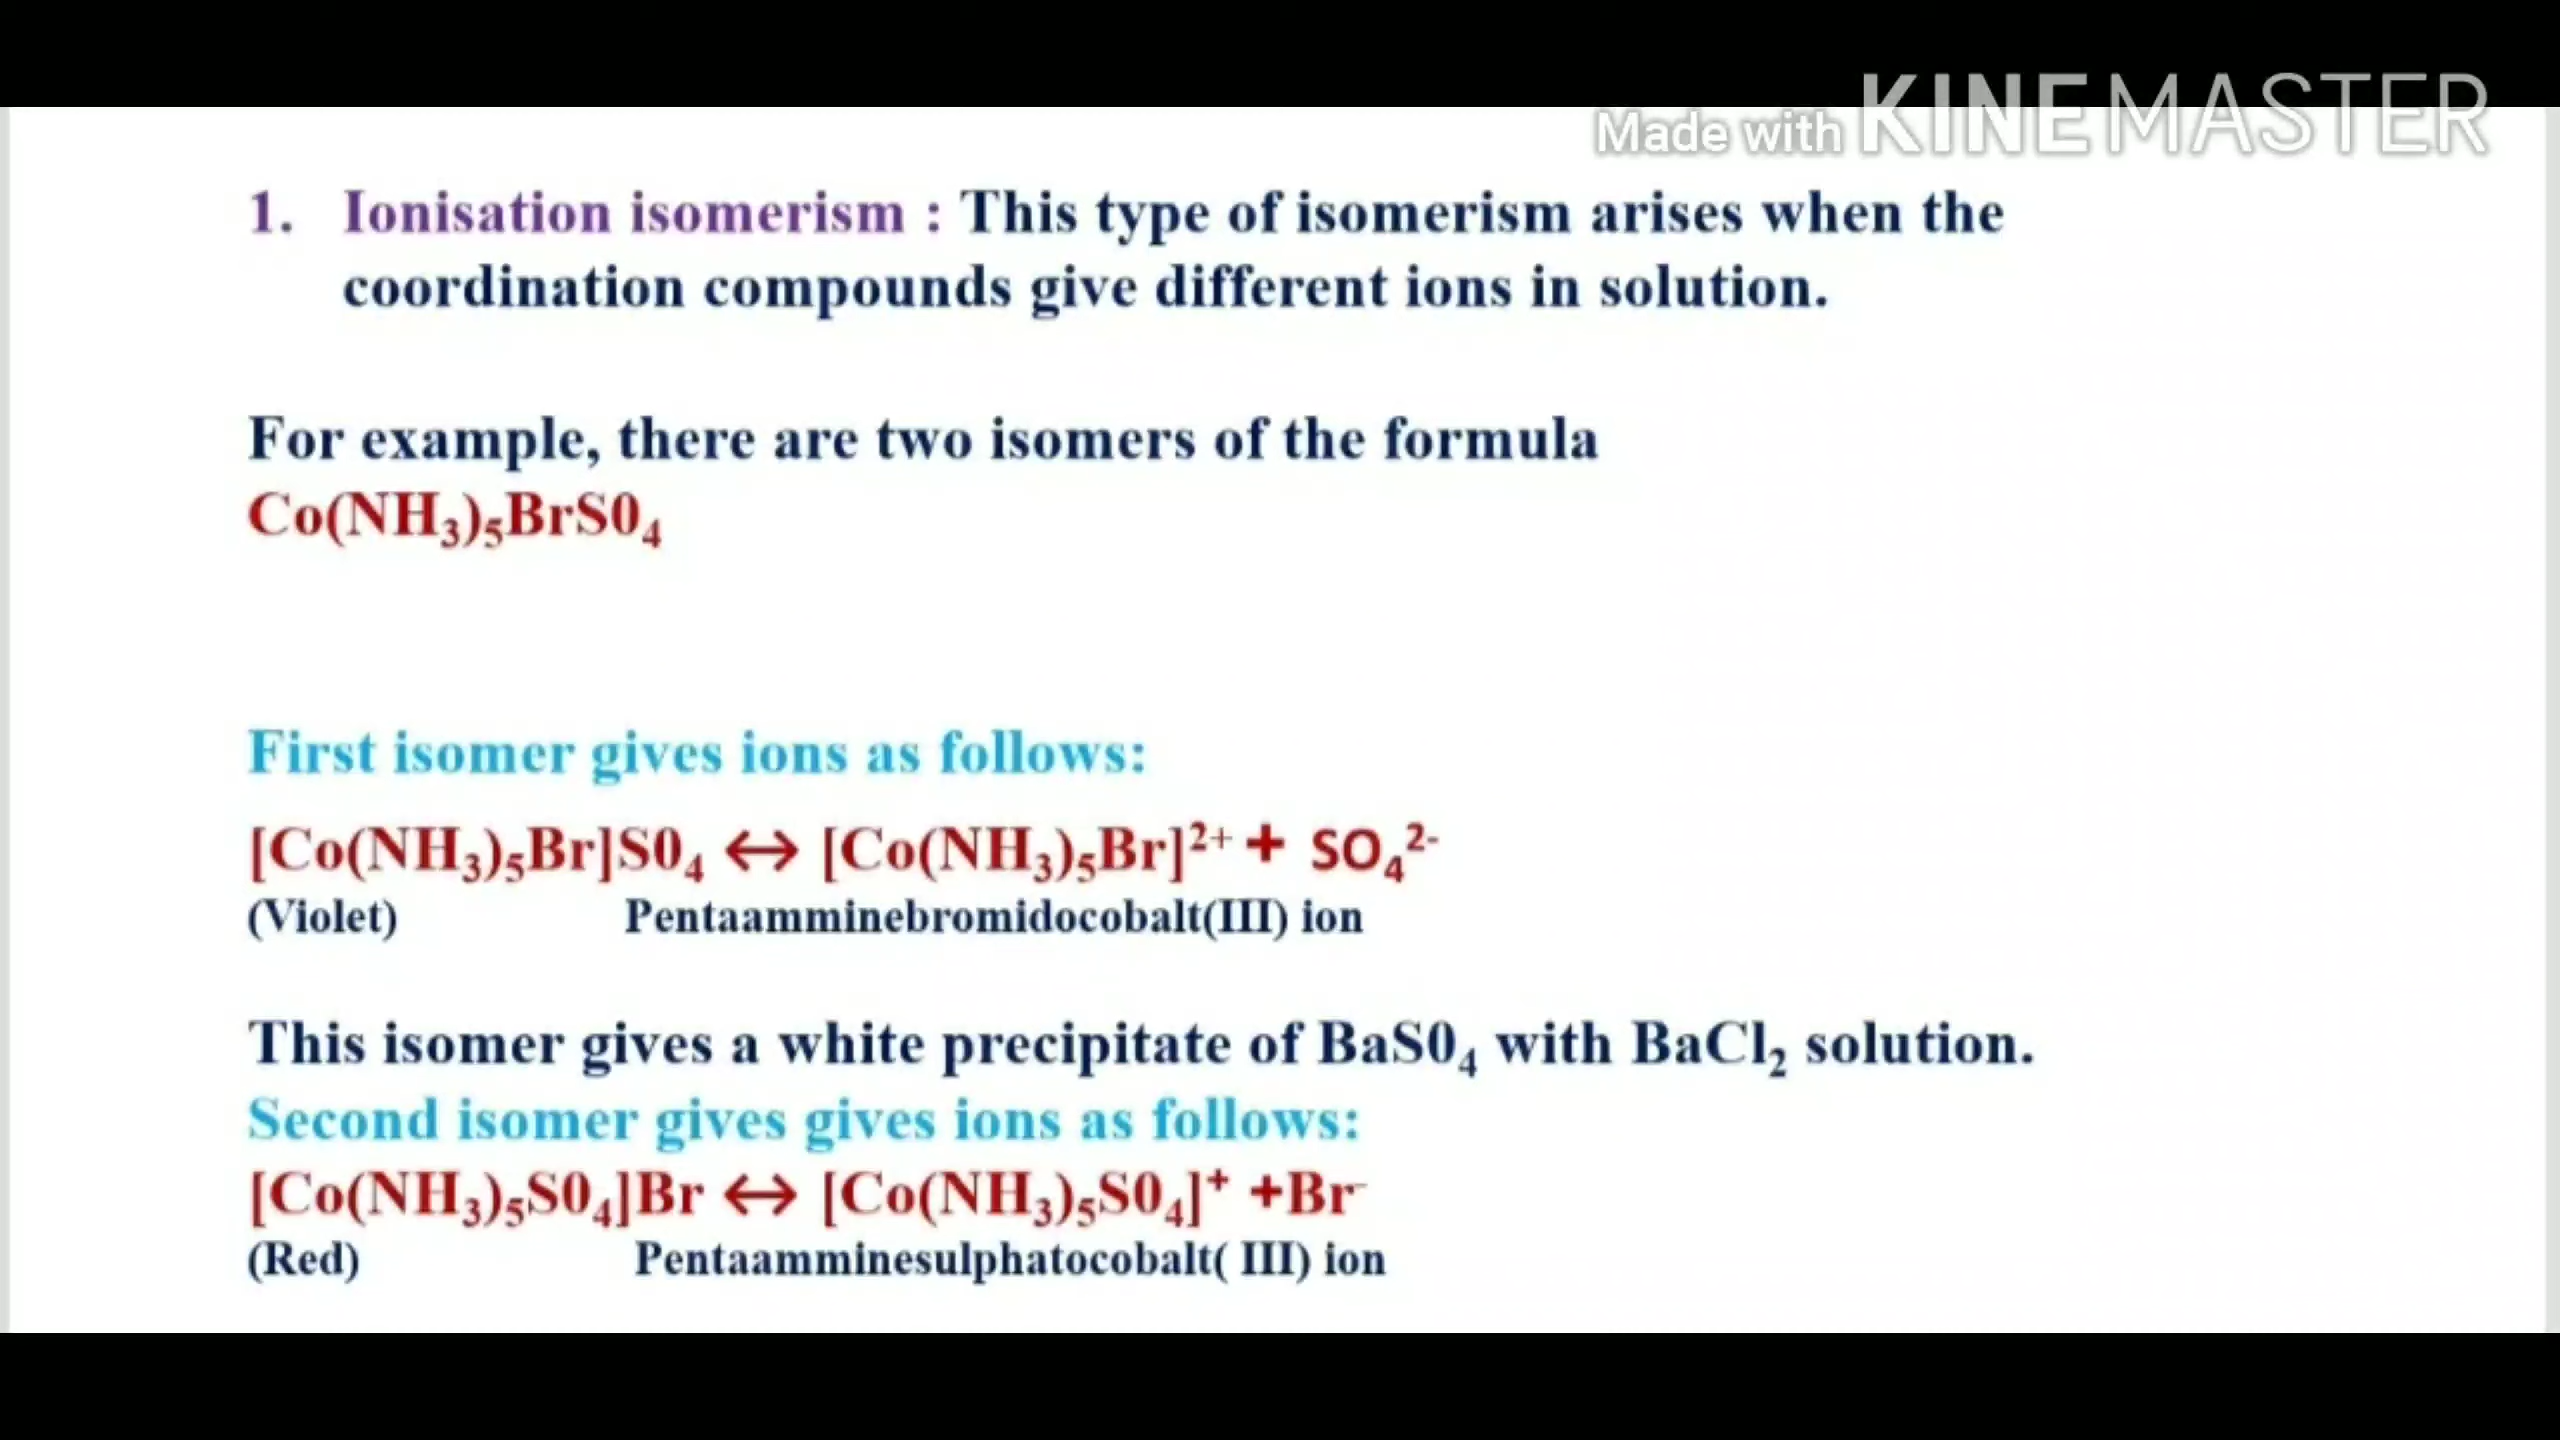 Made with KINEMASTER
1. Ionisation isomerism : This type of isomerism arises when the
coordination compounds give different ions in solution.
For example, there are two isomers of the formula
Co(NH₃)₅BrS0₄
First isomer gives ions as follows:
[Co(NH₃)₅Br]S0₄ ↔ [Co(NH₃)₅Br]²⁺ + SO₄²⁻
(Violet) Pentaamminebromidocobalt(III) ion
This isomer gives a white precipitate of BaS0₄ with BaCl₂ solution.
Second isomer gives gives ions as follows:
[Co(NH₃)₅S0₄]Br ↔ [Co(NH₃)₅S0₄]⁺ +Br⁻
(Red) Pentaamminesulphatocobalt( III) ion